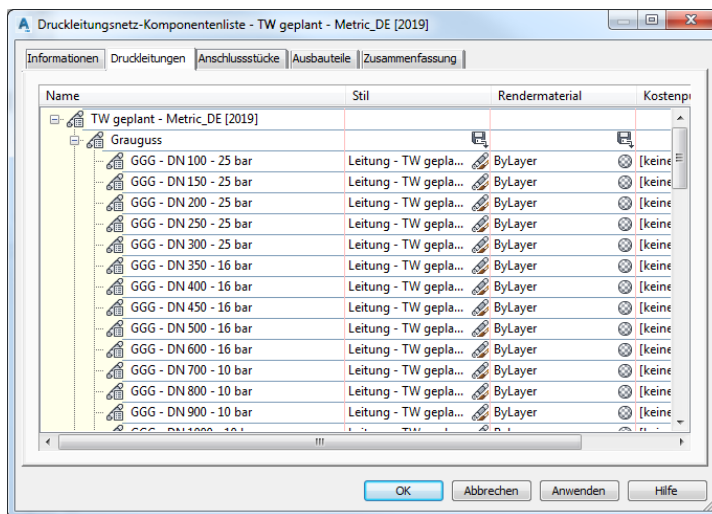 Druckleitungsnetz-Komponentenliste - TW geplant - Metric_DE [2019]
Informationen Druckleitungen Anschlussstücke Ausbauteile Zusammenfassung
Name Stil Rendermaterial Kostenpu
TW geplant - Metric_DE [2019]
Grauguss
GGG - DN 100 - 25 bar Leitung - TW gepla... ByLayer [keine
GGG - DN 150 - 25 bar Leitung - TW gepla... ByLayer [keine
GGG - DN 200 - 25 bar Leitung - TW gepla... ByLayer [keine
GGG - DN 250 - 25 bar Leitung - TW gepla... ByLayer [keine
GGG - DN 300 - 25 bar Leitung - TW gepla... ByLayer [keine
GGG - DN 350 - 16 bar Leitung - TW gepla... ByLayer [keine
GGG - DN 400 - 16 bar Leitung - TW gepla... ByLayer [keine
GGG - DN 450 - 16 bar Leitung - TW gepla... ByLayer [keine
GGG - DN 500 - 16 bar Leitung - TW gepla... ByLayer [keine
GGG - DN 600 - 16 bar Leitung - TW gepla... ByLayer [keine
GGG - DN 700 - 10 bar Leitung - TW gepla... ByLayer [keine
GGG - DN 800 - 10 bar Leitung - TW gepla... ByLayer [keine
GGG - DN 900 - 10 bar Leitung - TW gepla... ByLayer [keine
OK Abbrechen Anwenden Hilfe